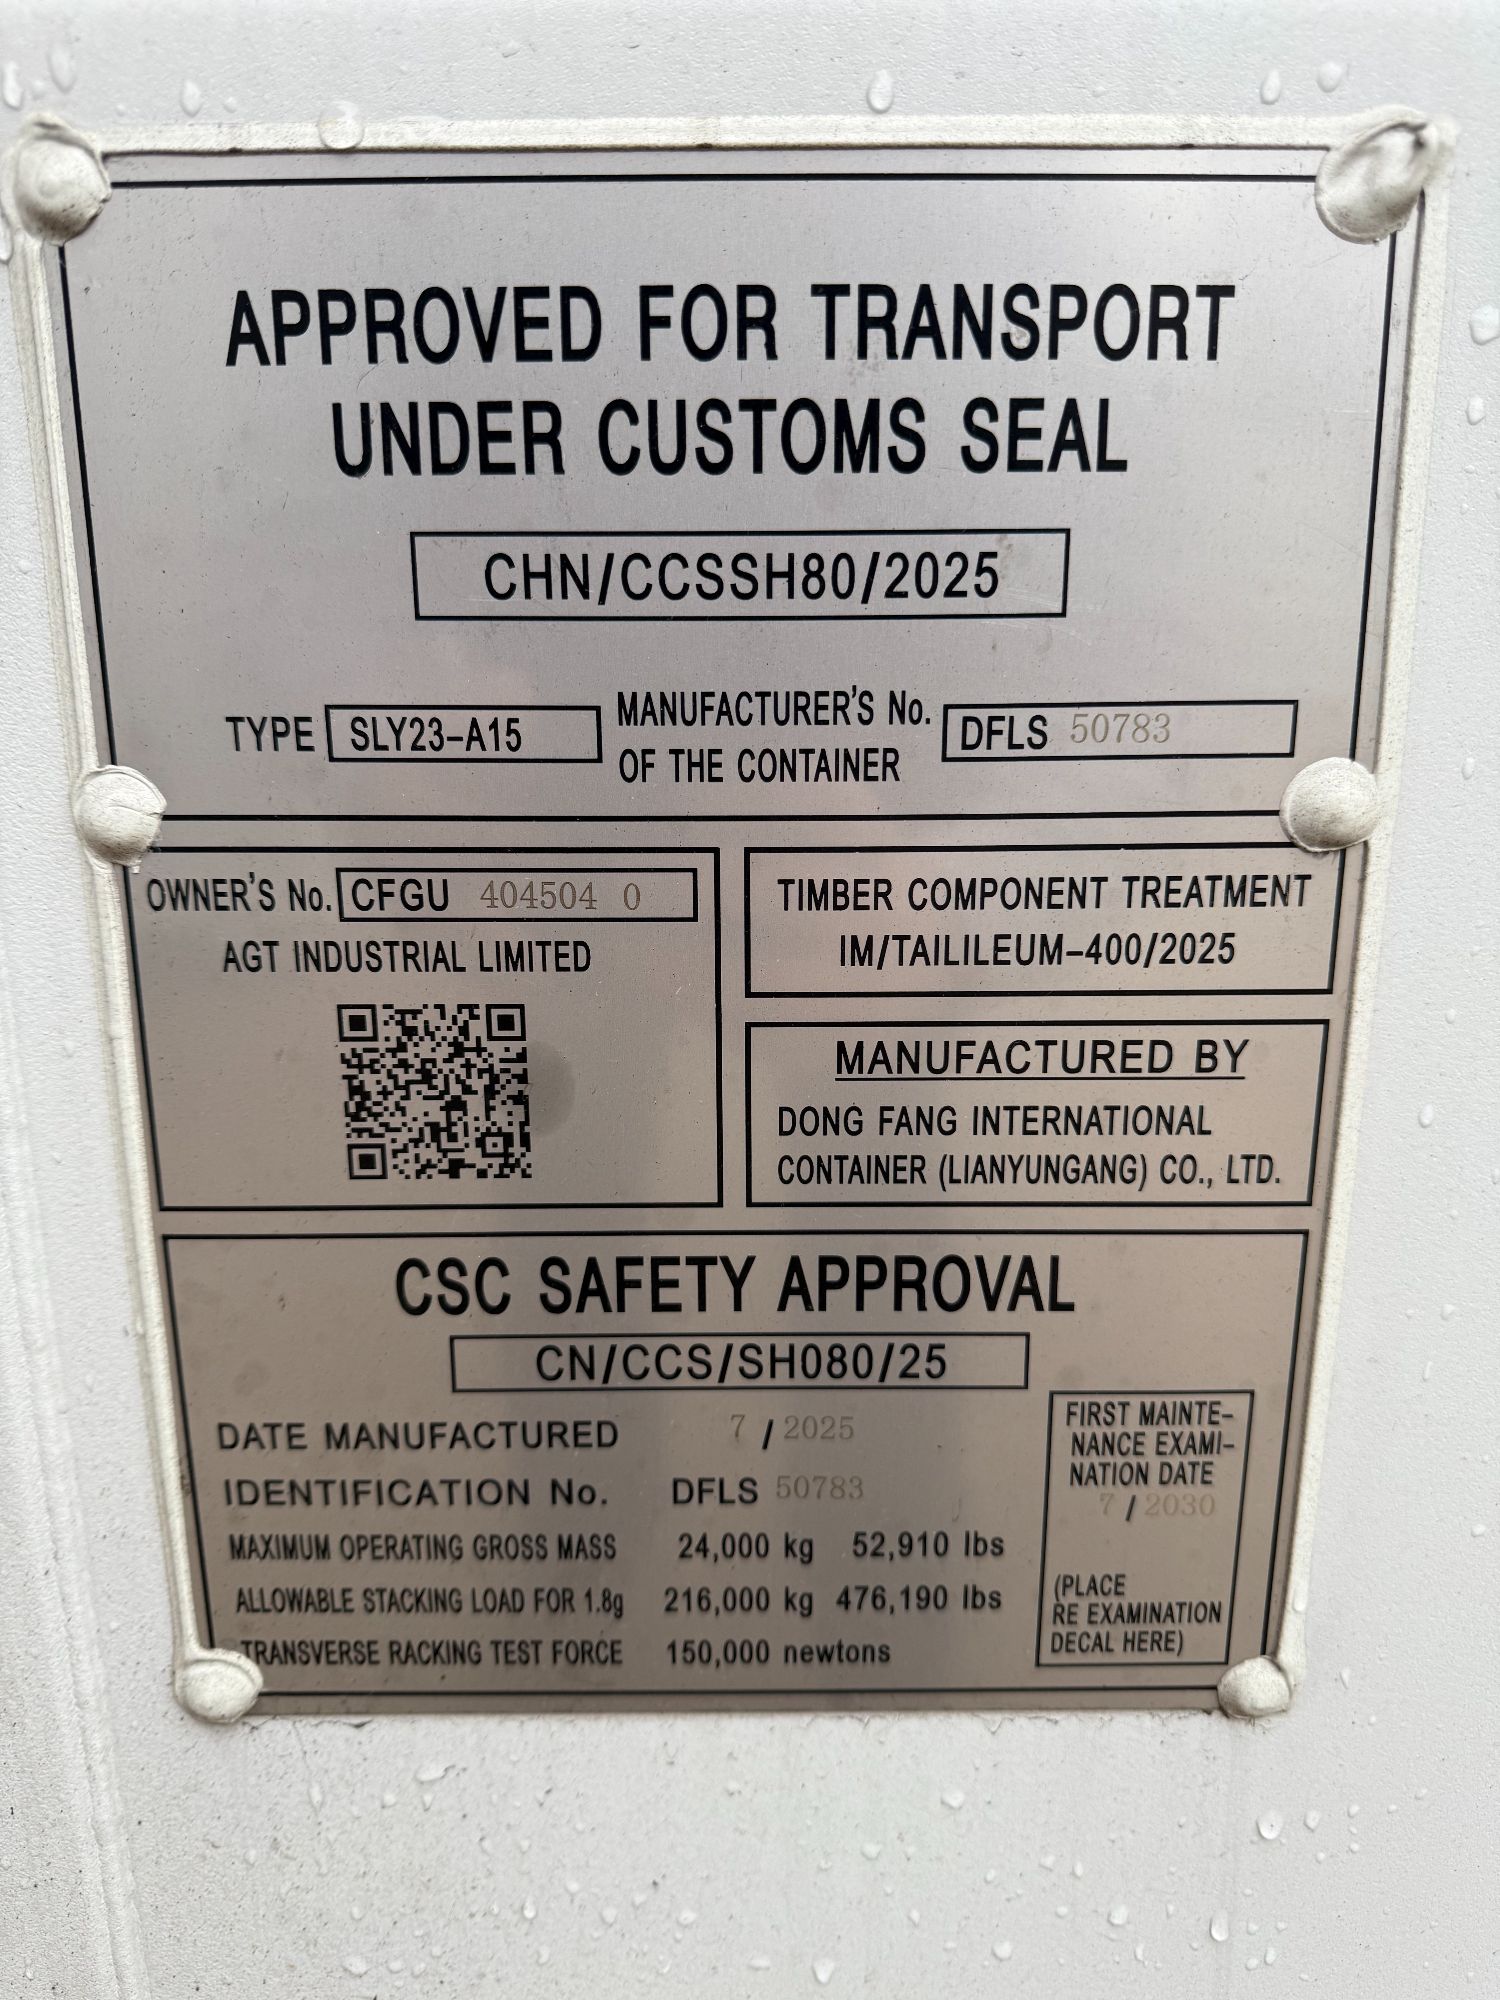 APPROVED FOR TRANSPORT
UNDER CUSTOMS SEAL
CHN/CCSSH80/2025
TYPE SLY23-A15
MANUFACTURER'S No.
OF THE CONTAINER
DFLS 50783
OWNER'S No. CFGU 404504 0
AGT INDUSTRIAL LIMITED
TIMBER COMPONENT TREATMENT
IM/TAILILEUM-400/2025
MANUFACTURED BY
DONG FANG INTERNATIONAL
CONTAINER (LIANYUNGANG) CO., LTD.
CSC SAFETY APPROVAL
CN/CCS/SH080/25
DATE MANUFACTURED 7 / 2025
IDENTIFICATION No. DFLS 50783
MAXIMUM OPERATING GROSS MASS 24,000 kg 52,910 lbs
ALLOWABLE STACKING LOAD FOR 1.8g 216,000 kg 476,190 lbs
TRANSVERSE RACKING TEST FORCE 150,000 newtons
FIRST MAINTE-
NANCE EXAMI-
NATION DATE
7 / 2030
(PLACE
RE EXAMINATION
DECAL HERE)